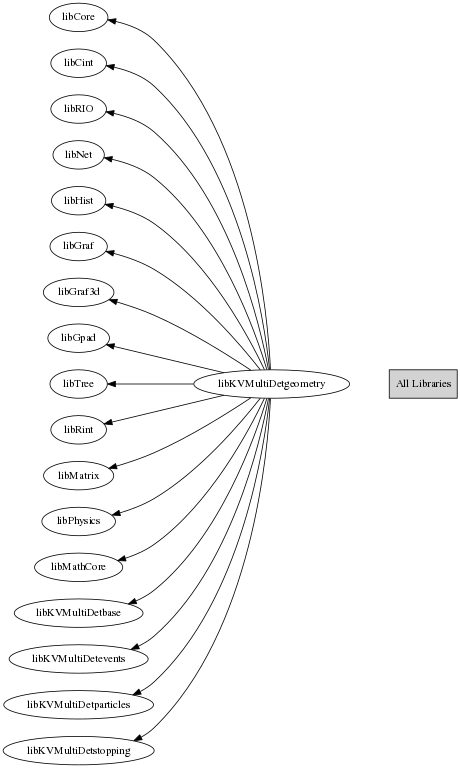 libCore
libCint
libRIO
libNet
libHist
libGraf
libGraf3d
libGpad
libTree
libKVMultiDetgeometry
All Libraries
libRint
libMatrix
libPhysics
libMathCore
libKVMultiDetbase
libKVMultiDetevents
libKVMultiDetparticles
libKVMultiDetstopping